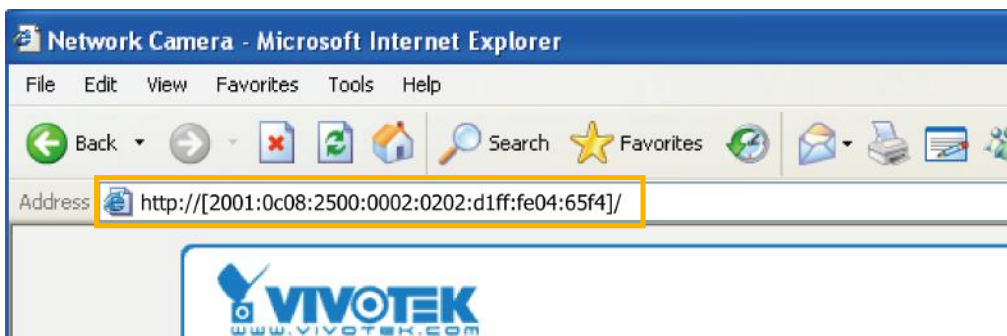 Network Camera - Microsoft Internet Explorer
File Edit View Favorites Tools Help
Back Search Favorites
Address http://[2001:0c08:2500:0002:0202:d1ff:fe04:65f4]/
VIVOTEK
WWW.VIVOTEK.COM